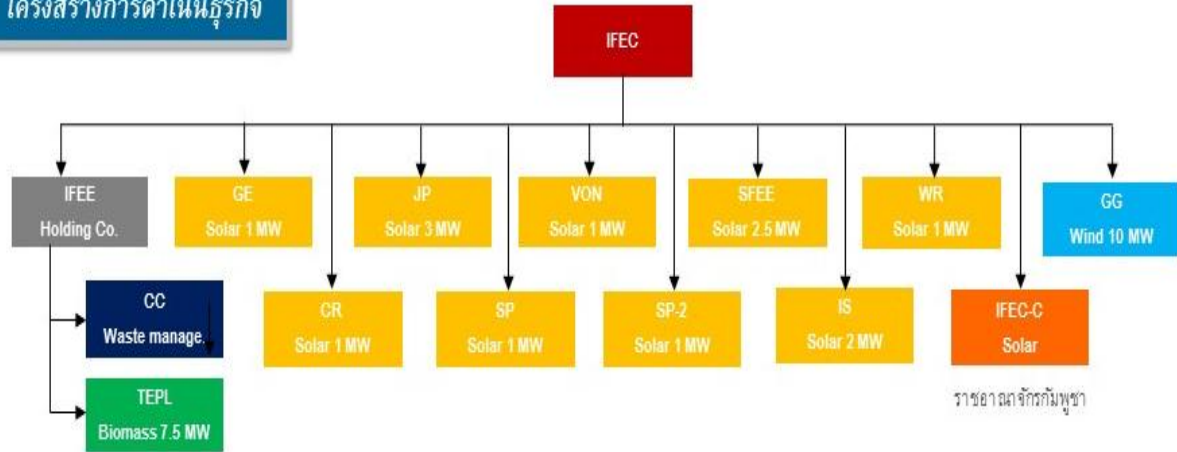 โครงสร้างการดำเนินธุรกิจ
IFEC
IFEE
Holding Co.
GE
Solar 1 MW
JP
Solar 3 MW
VON
Solar 1 MW
SFEE
Solar 2.5 MW
WR
Solar 1 MW
GG
Wind 10 MW
CC
Waste manage.
CR
Solar 1 MW
SP
Solar 1 MW
SP-2
Solar 1 MW
IS
Solar 2 MW
IFEC-C
Solar
ราชอาณาจักรกัมพูชา
TEPL
Biomass 7.5 MW